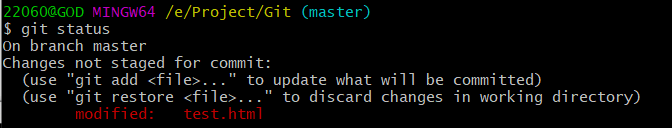 22060@GOD MINGW64 /e/Project/Git (master)
$ git status
On branch master
Changes not staged for commit:
  (use "git add <file>..." to update what will be committed)
  (use "git restore <file>..." to discard changes in working directory)
        modified:   test.html